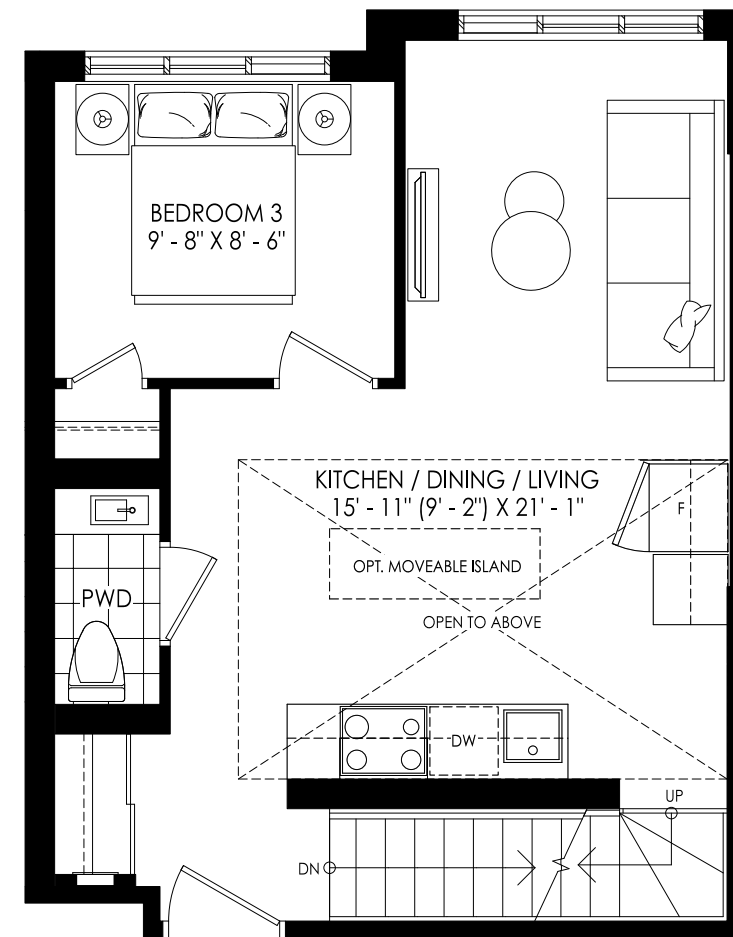 BEDROOM 3
9' - 8" X 8' - 6"
KITCHEN / DINING / LIVING
15' - 11" (9' - 2") X 21' - 1"
F
OPT. MOVEABLE ISLAND
PWD
OPEN TO ABOVE
DW
UP
DN